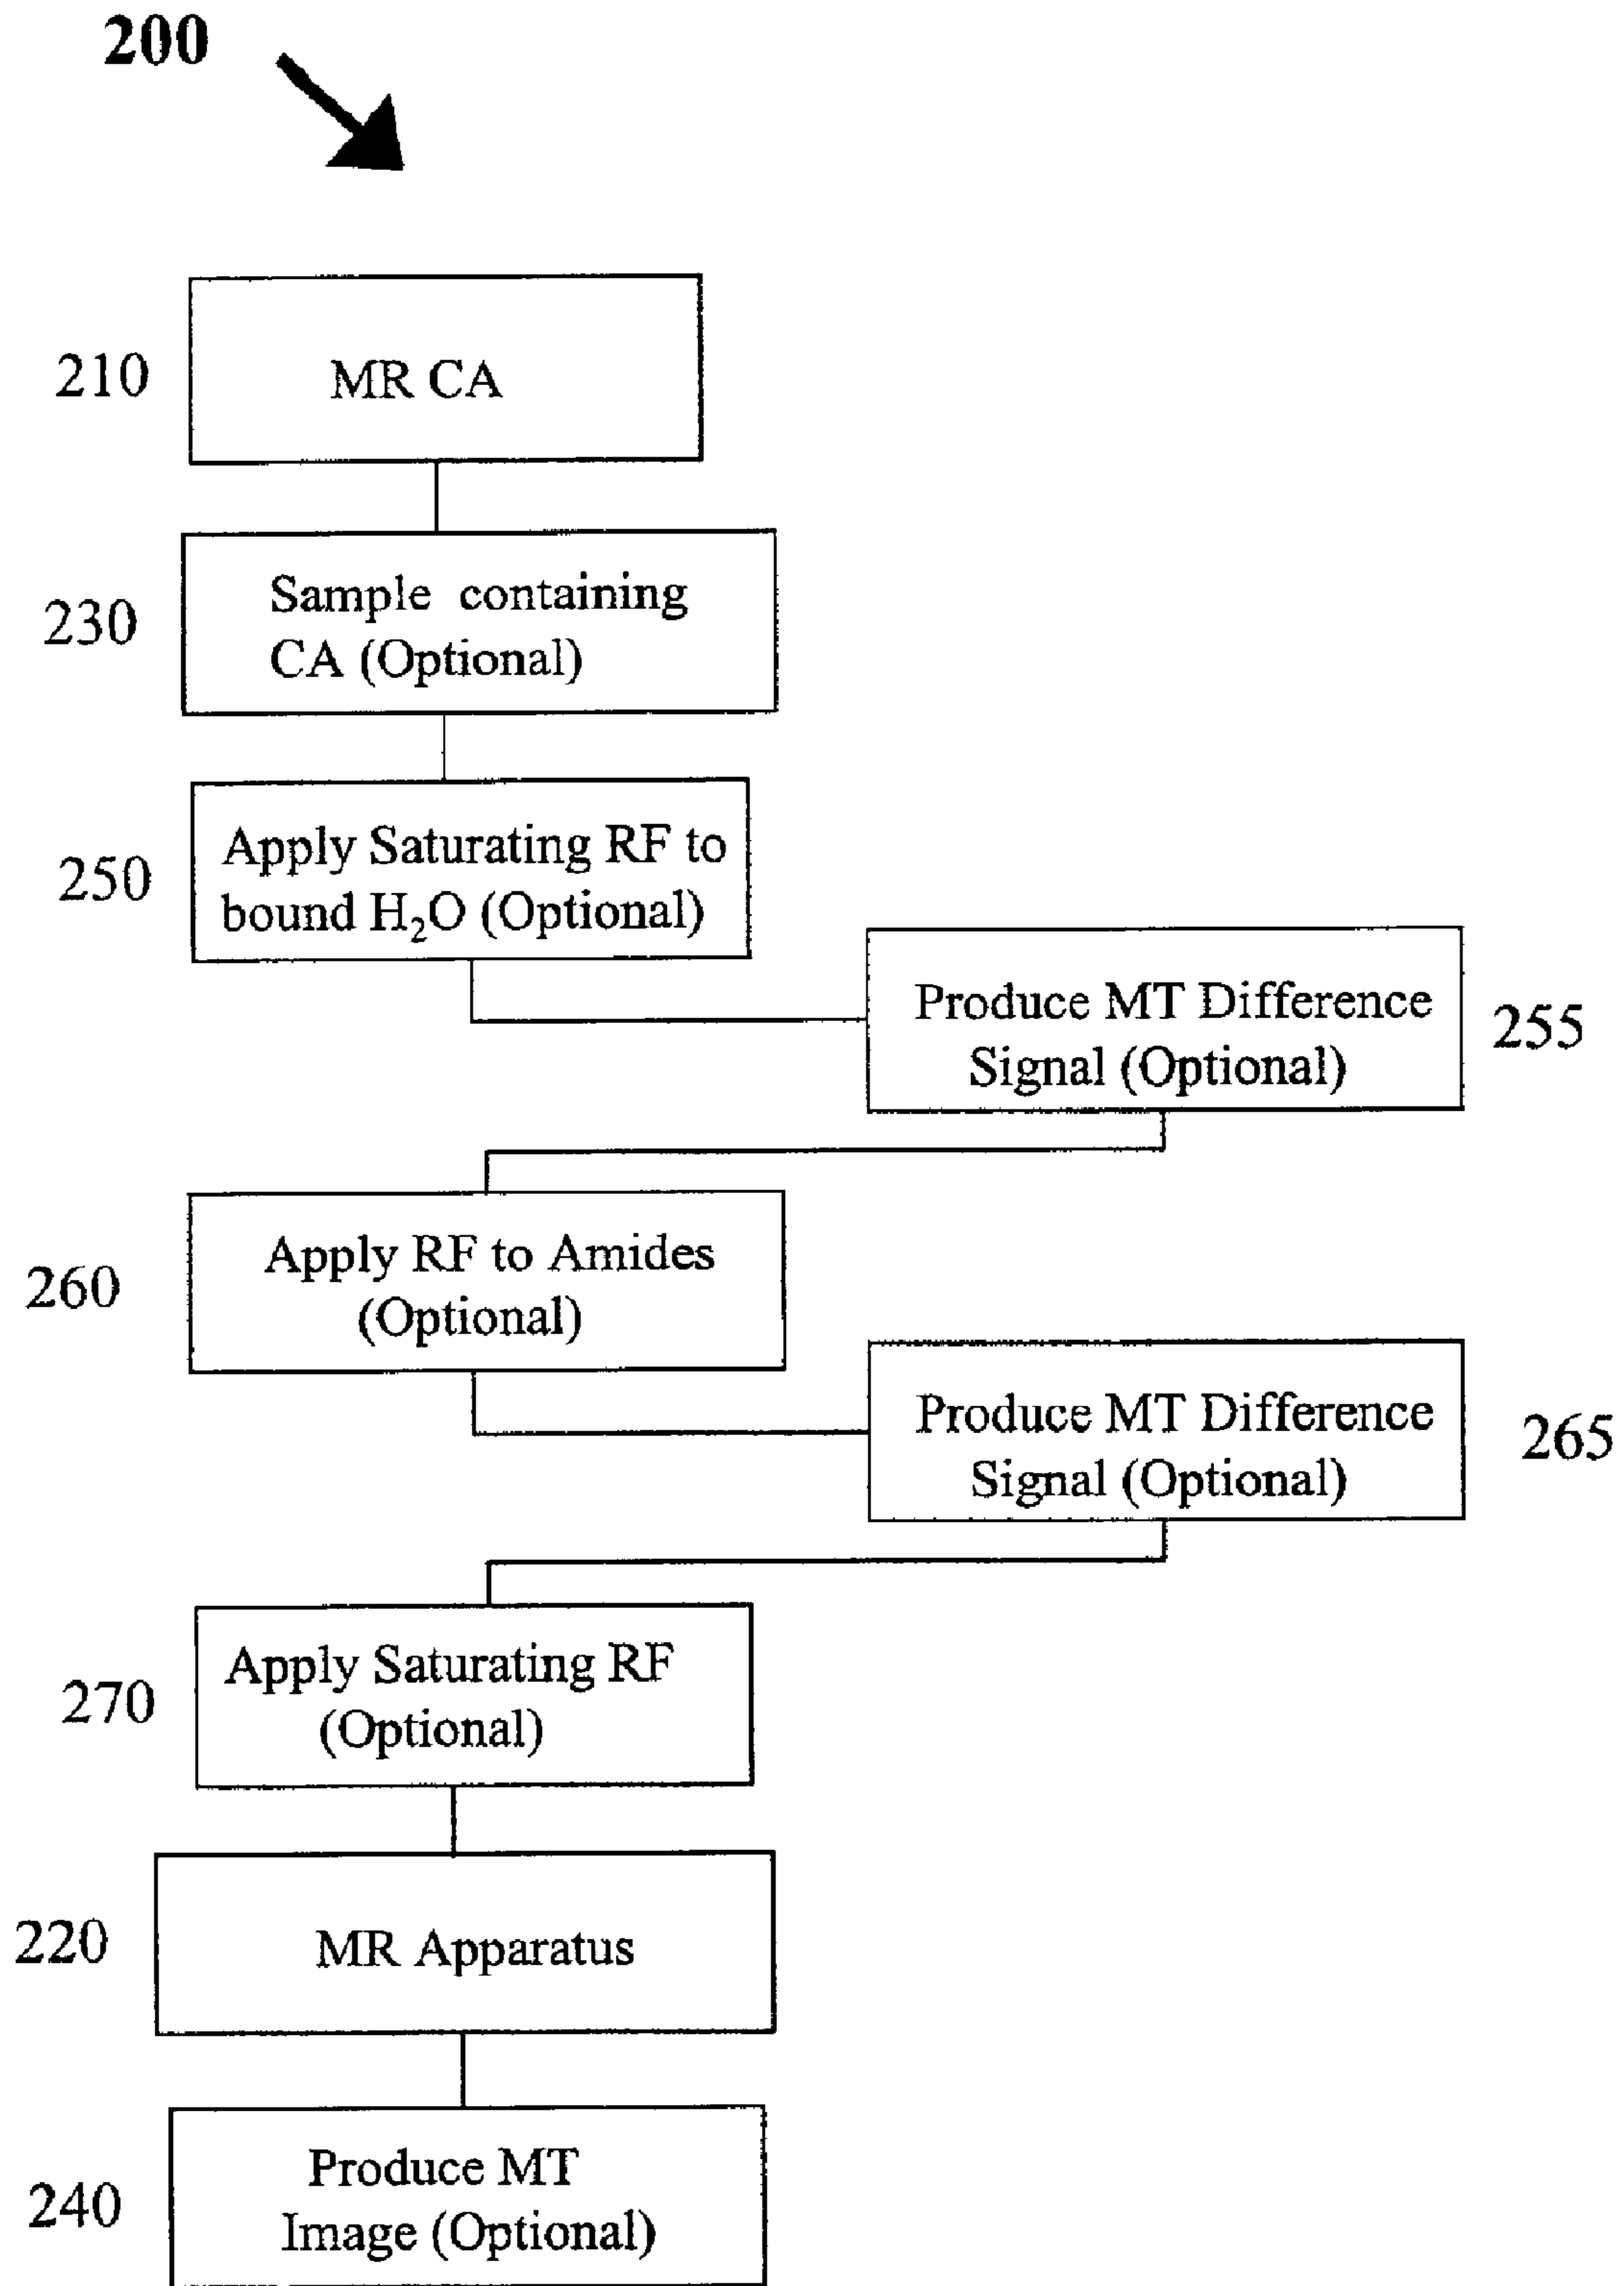 200
210
MR CA
230
Sample containing
CA (Optional)
250
Apply Saturating RF to
bound H₂O (Optional)
Produce MT Difference
Signal (Optional)
255
260
Apply RF to Amides
(Optional)
Produce MT Difference
Signal (Optional)
265
270
Apply Saturating RF
(Optional)
220
MR Apparatus
240
Produce MT
Image (Optional)